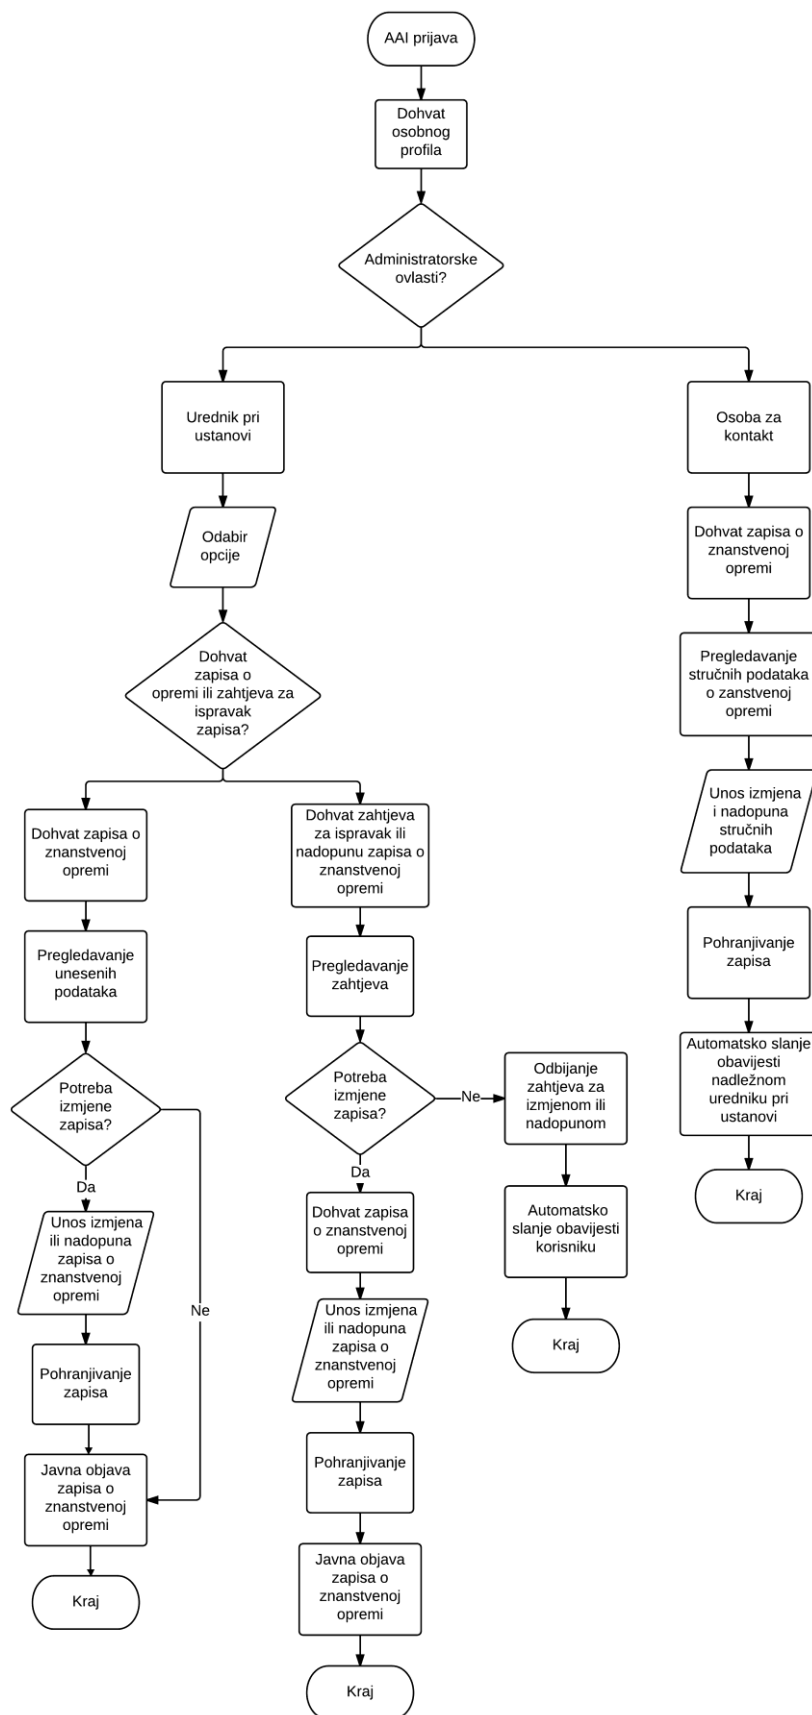 AAI prijava
Dohvat
osobnog
profila
Administratorske
ovlasti?
Urednik pri
ustanovi
Osoba za
kontakt
Odabir
opcije
Dohvat zapisa o
znanstvenoj
opremi
Dohvat
zapisa o
opremi ili zahtjeva za
ispravak
zapisa?
Pregledavanje
stručnih podataka
o zanstvenoj
opremi
Unos izmjena
i nadopuna
stručnih
podataka
Dohvat zapisa o
znanstvenoj
opremi
Dohvat zahtjeva
za ispravak ili
nadopunu zapisa o
znanstvenoj
opremi
Pohranjivanje
zapisa
Pregledavanje
unesenih
podataka
Pregledavanje
zahtjeva
Automatsko slanje
obavijesti
nadležnom
uredniku pri
ustanovi
Potreba
izmjene
zapisa?
Potreba
izmjene
zapisa?
Ne
Odbijanje
zahtjeva za
izmjenom ili
nadopunom
Kraj
Da
Da
Unos izmjena
ili nadopuna
zapisa o
znanstvenoj
opremi
Ne
Dohvat zapisa
o znanstvenoj
opremi
Automatsko
slanje obavijesti
korisniku
Unos izmjena
ili nadopuna
zapisa o
znanstvenoj
opremi
Kraj
Pohranjivanje
zapisa
Pohranjivanje
zapisa
Javna objava
zapisa o
znanstvenoj
opremi
Javna objava
zapisa o
znanstvenoj
opremi
Kraj
Kraj